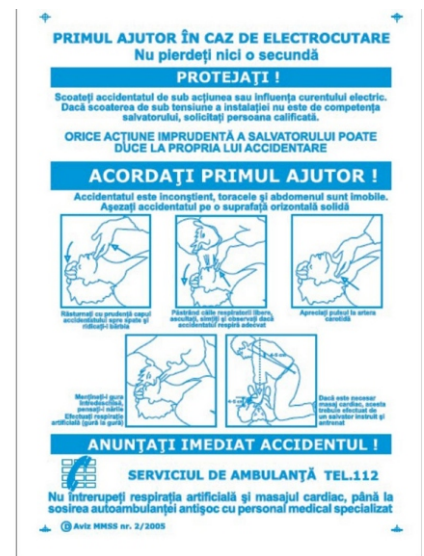 PRIMUL AJUTOR ÎN CAZ DE ELECTROCUTARE
Nu pierdeți nici o secundă
PROTEJAȚI !
Scoateți accidentatul de sub acțiunea sau influența curentului electric.
Dacă scoaterea de sub tensiune a instalației nu este de competența
salvatorului, solicitați persoana calificată.
ORICE ACȚIUNE IMPRUDENTĂ A SALVATORULUI POATE
DUCE LA PROPRIA LUI ACCIDENTARE
ACORDAȚI PRIMUL AJUTOR !
Accidentatul este inconștient, toracele și abdomenul sunt imobile.
Așezați accidentatul pe o suprafață orizontală solidă
Răsturnați cu prudență capul
accidentatului spre spate și
ridicați-i bărbia
Păstrând căile respiratorii libere,
ascultați, simțiți și observați dacă
accidentatul respiră adecvat
Apreciați pulsul la artera
carotidă
Mențineți-i gura
întredeschisă,
pensați-i nările
Efectuați respirație
artificială (gură la gură)
Dacă este necesar
masaj cardiac, acesta
trebuie efectuat de
un salvator instruit și
antrenat
ANUNȚAȚI IMEDIAT ACCIDENTUL !
SERVICIUL DE AMBULANȚĂ TEL.112
Nu întrerupeți respirația artificială și masajul cardiac, până la
sosirea autoambulanței antișoc cu personal medical specializat
Aviz MMSS nr. 2/2005